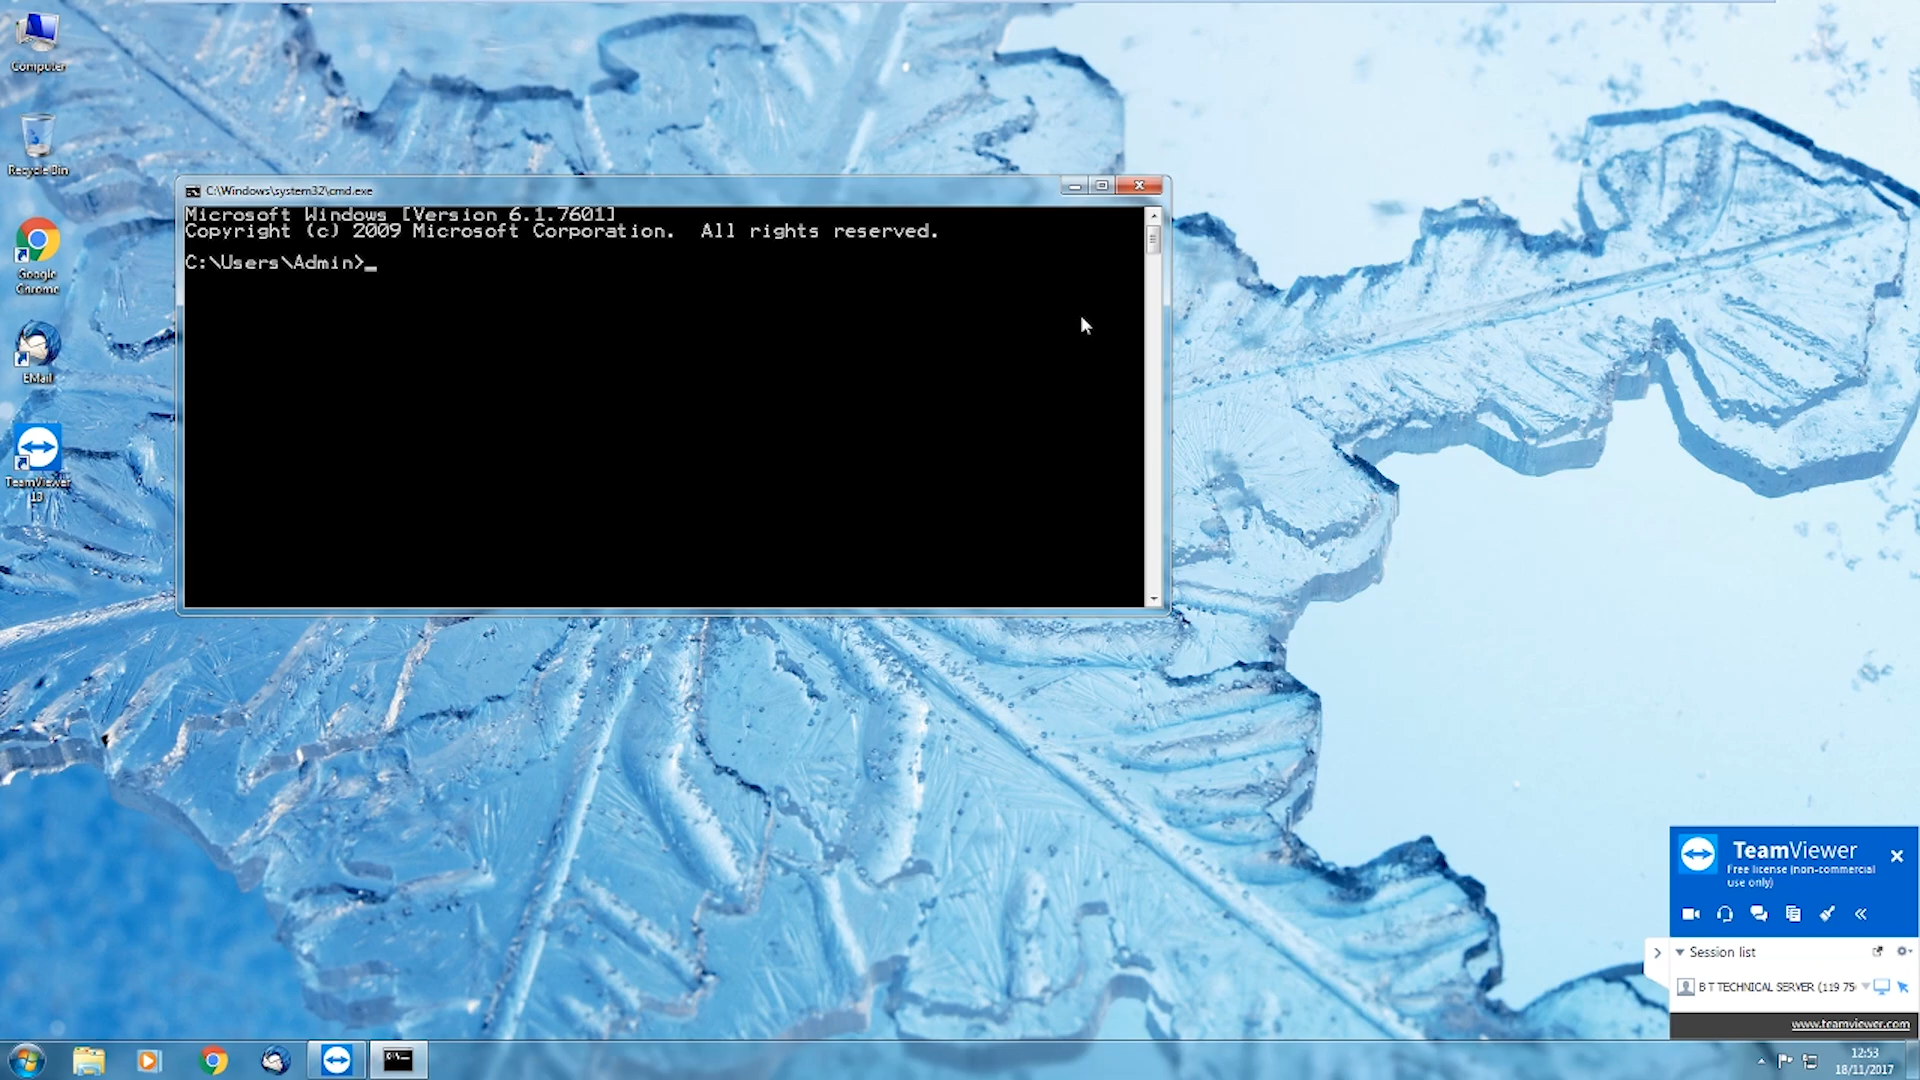 Computer
Recycle Bin
Google
Chrome
EMail
TeamViewer
13
C:\Windows\system32\cmd.exe
Microsoft Windows [Version 6.1.7601]
Copyright (c) 2009 Microsoft Corporation.  All rights reserved.
C:\Users\Admin>_
TeamViewer
Free license (non-commercial
use only)
Session list
B T TECHNICAL SERVER (119 75
www.teamviewer.com
12:53
18/11/2017